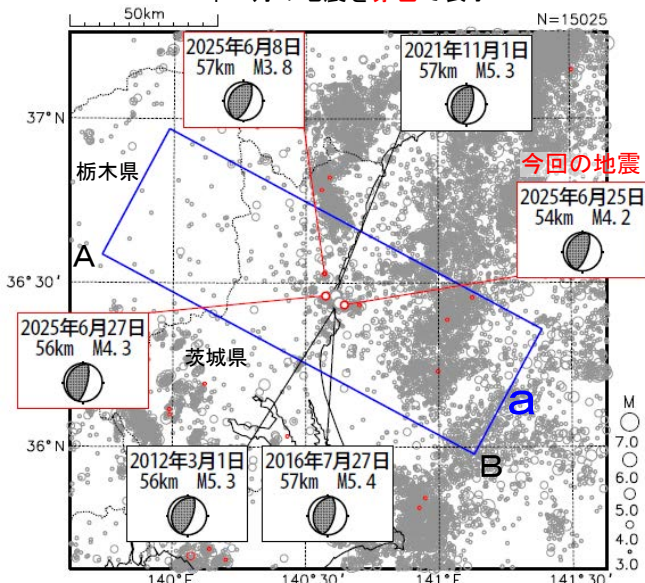 50km
N=15025
2025年6月8日
57km M3.8
2021年11月1日
57km M5.3
37°N
栃木県
今回の地震
2025年6月25日
54km M4.2
A
36°30′
2025年6月27日
56km M4.3
茨城県
a
M
7.0
6.0
5.0
4.0
3.0
36°N
B
2012年3月1日
56km M5.3
2016年7月27日
57km M5.4
140°E
140°30′
141°E
141°30′